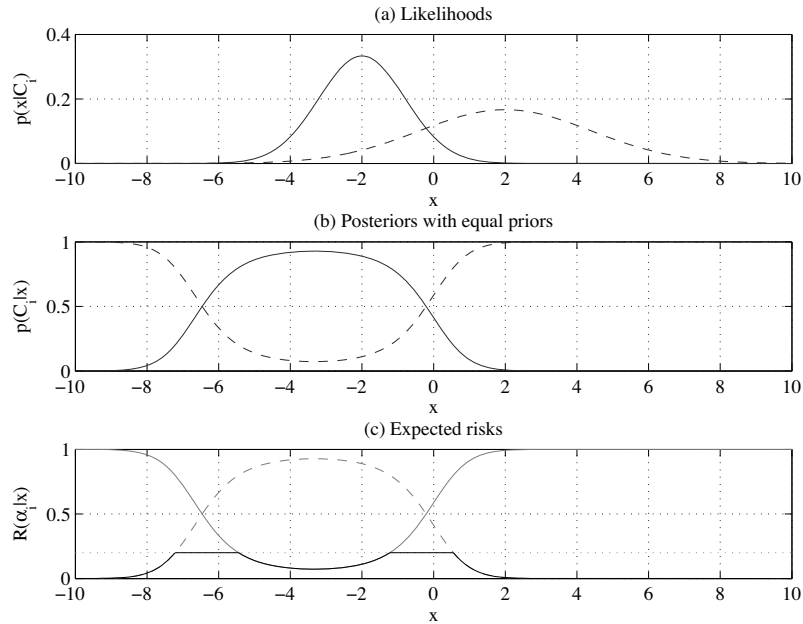 (a) Likelihoods
0.4
0.2
0
p(x|C_i)
−10 −8 −6 −4 −2 0 2 4 6 8 10
x
(b) Posteriors with equal priors
1
0.5
0
p(C_i|x)
−10 −8 −6 −4 −2 0 2 4 6 8 10
x
(c) Expected risks
1
0.5
0
R(α_i|x)
−10 −8 −6 −4 −2 0 2 4 6 8 10
x